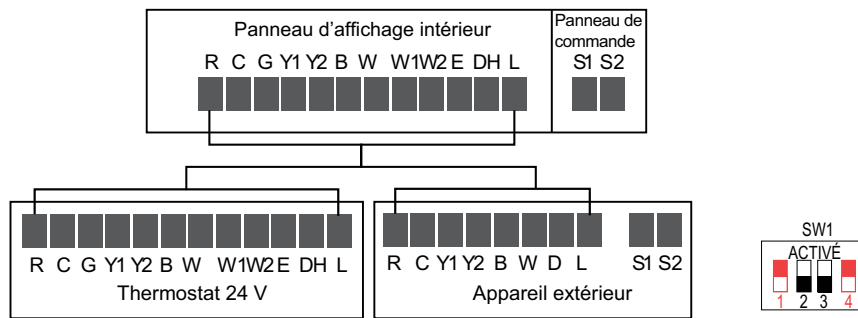 Panneau d'affichage intérieur
Panneau de
commande
R C G Y1 Y2 B W W1W2 E DH L
S1 S2
R C G Y1 Y2 B W W1W2 E DH L
Thermostat 24 V
R C Y1 Y2 B W D L S1 S2
Appareil extérieur
SW1
ACTIVÉ
1 2 3 4